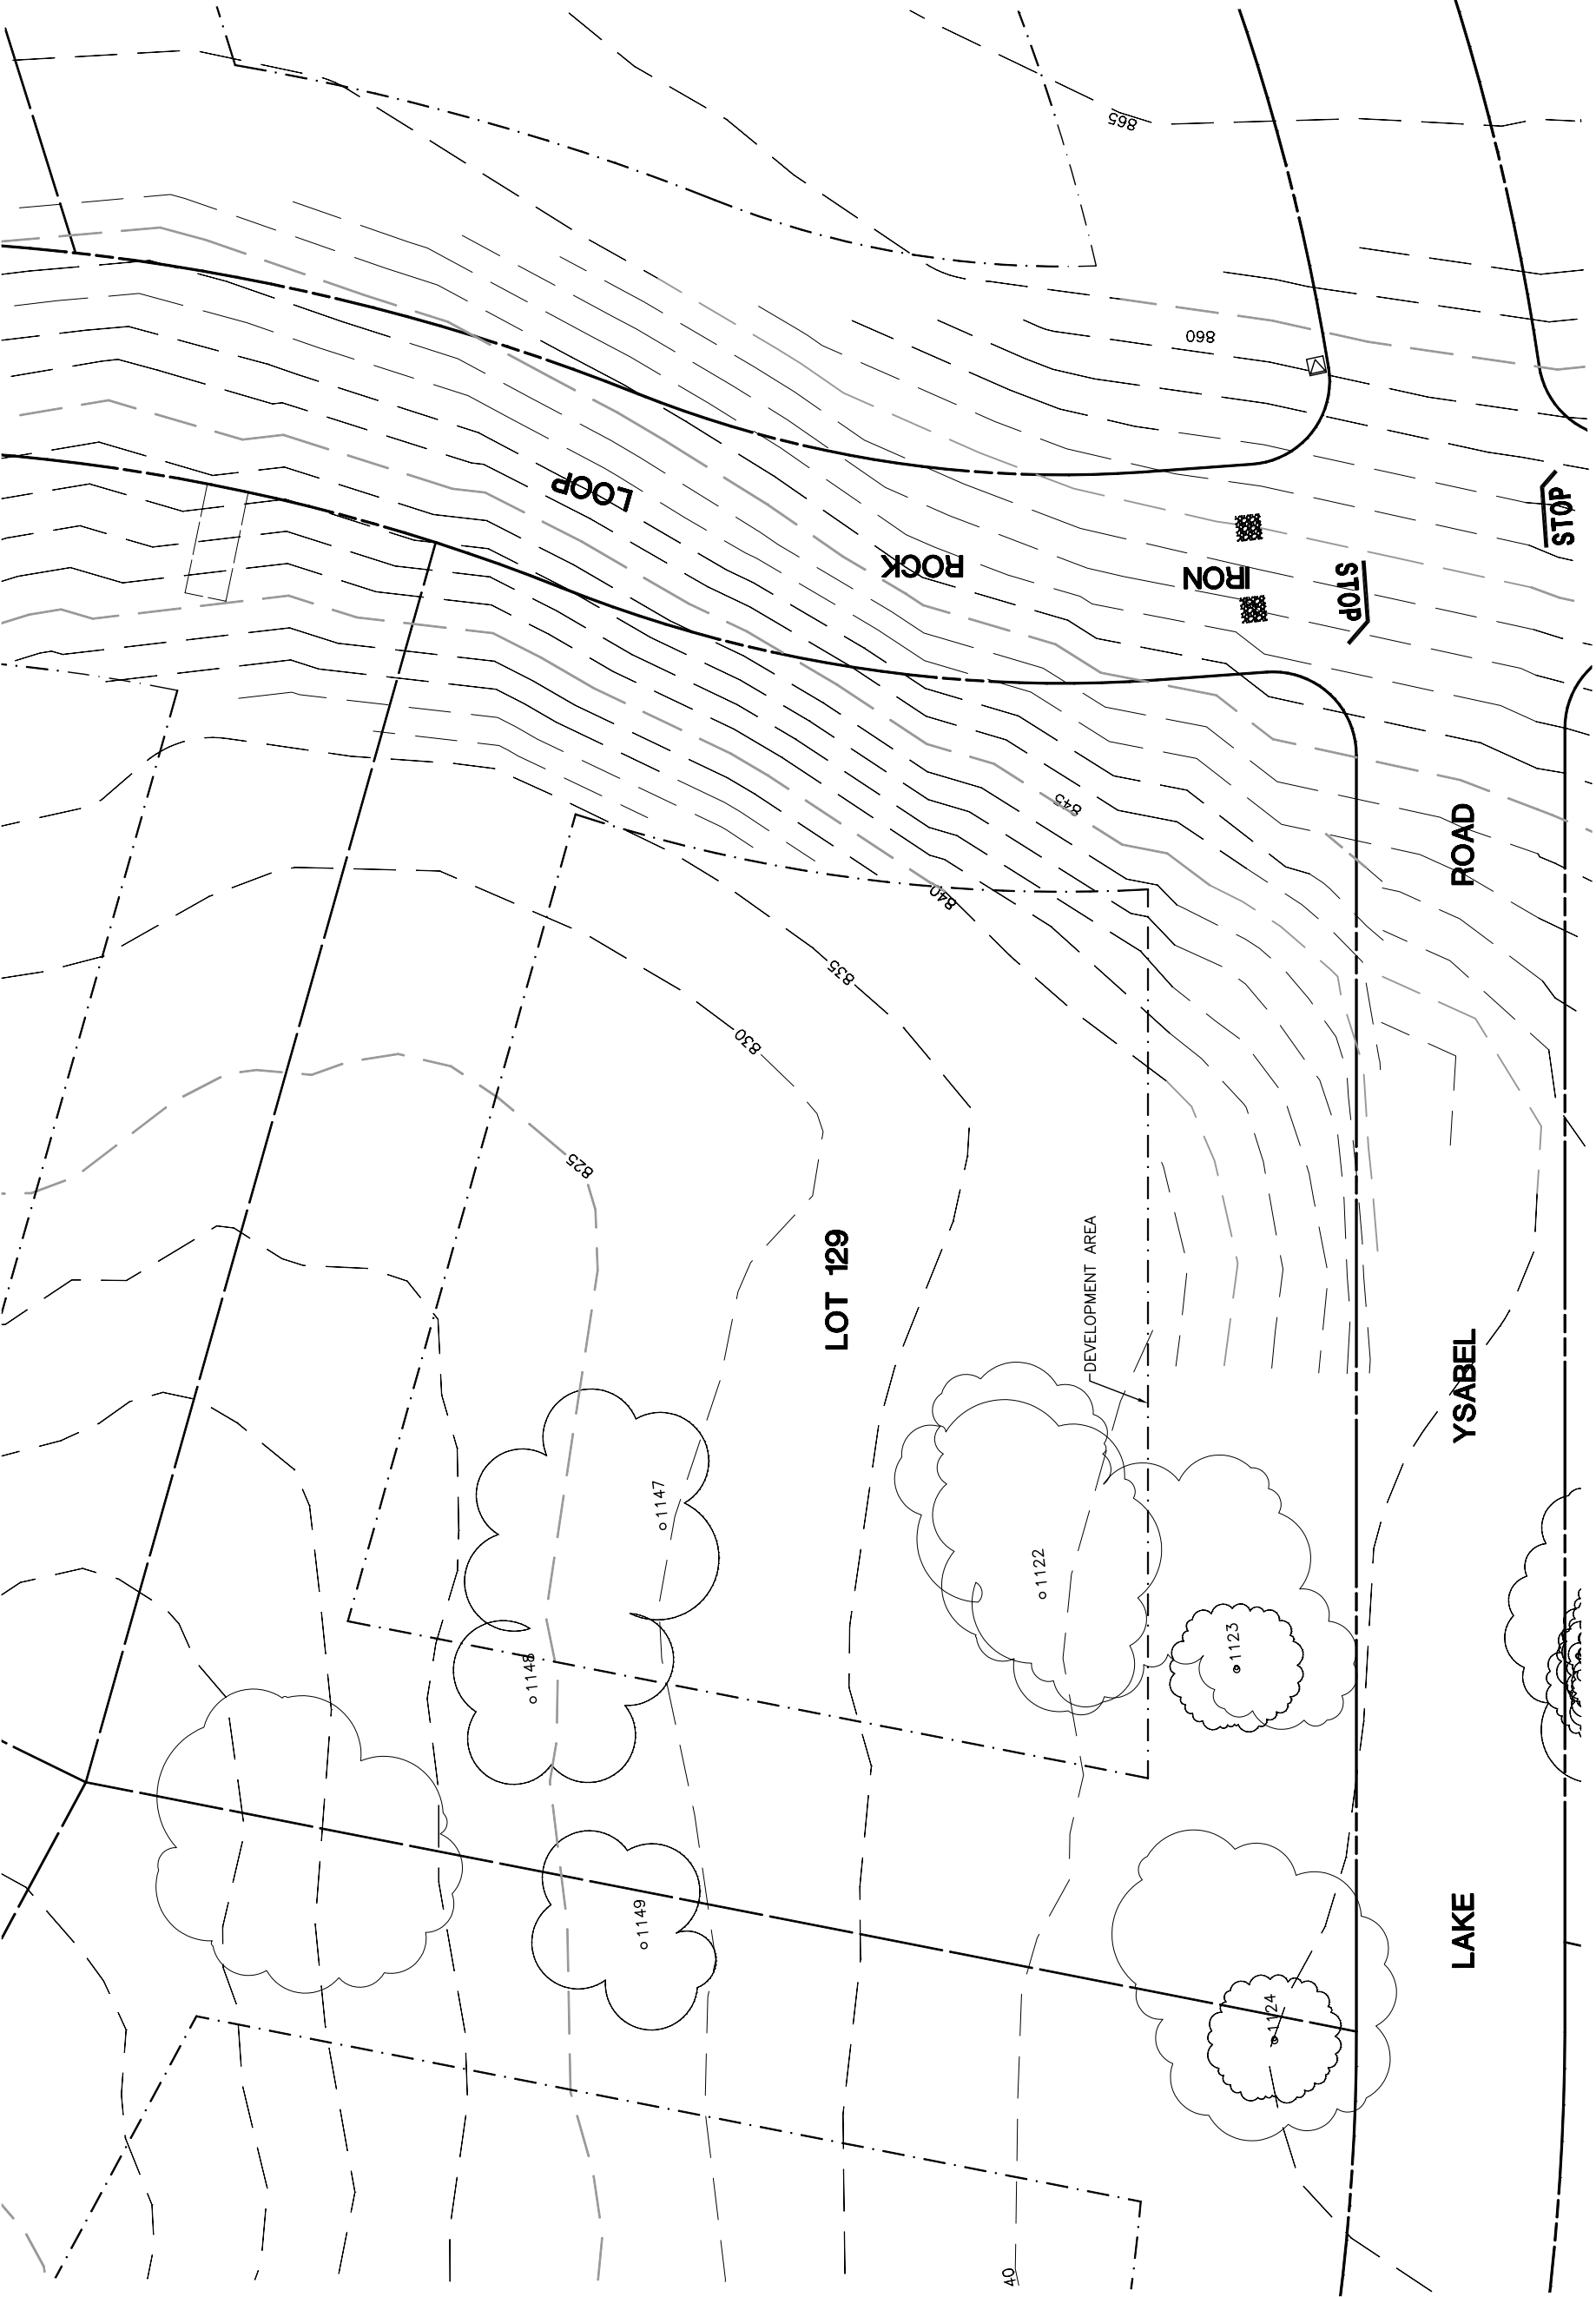 865
860
LOOP
ROCK
IRON
STOP
STOP
845
ROAD
840
835
830
825
LOT 129
DEVELOPMENT AREA
YSABEL
1147
1122
1123
1148
1149
LAKE
1124
40